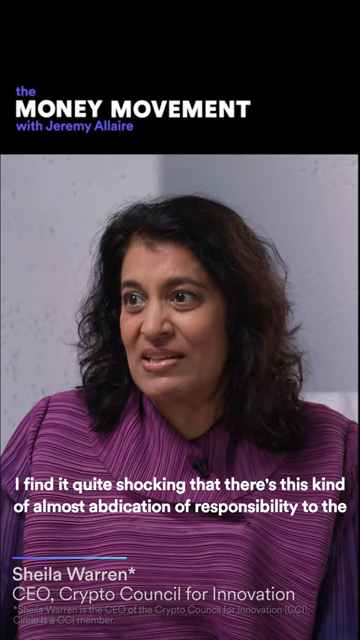 the
MONEY MOVEMENT
with Jeremy Allaire
I find it quite shocking that there's this kind
of almost abdication of responsibility to the
Sheila Warren*
CEO, Crypto Council for Innovation
*Sheila Warren is the CEO of the Crypto Council for Innovation (CCI);
Circle is a CCI member.